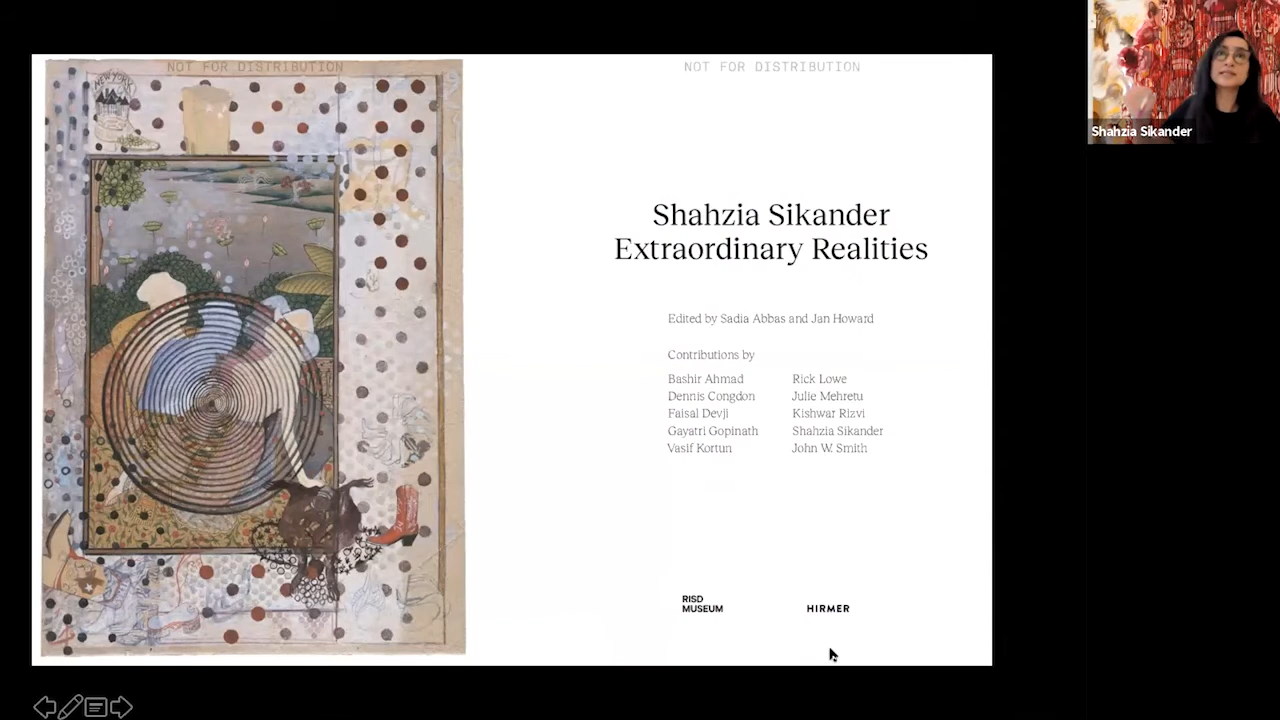 NOT FOR DISTRIBUTION
NEW YORK
NOT FOR DISTRIBUTION
Shahzia Sikander
Extraordinary Realities
Edited by Sadia Abbas and Jan Howard
Contributions by
Bashir Ahmad
Dennis Congdon
Faisal Devji
Gayatri Gopinath
Vasif Kortun
Rick Lowe
Julie Mehretu
Kishwar Rizvi
Shahzia Sikander
John W. Smith
RISD
MUSEUM
HIRMER
Shahzia Sikander